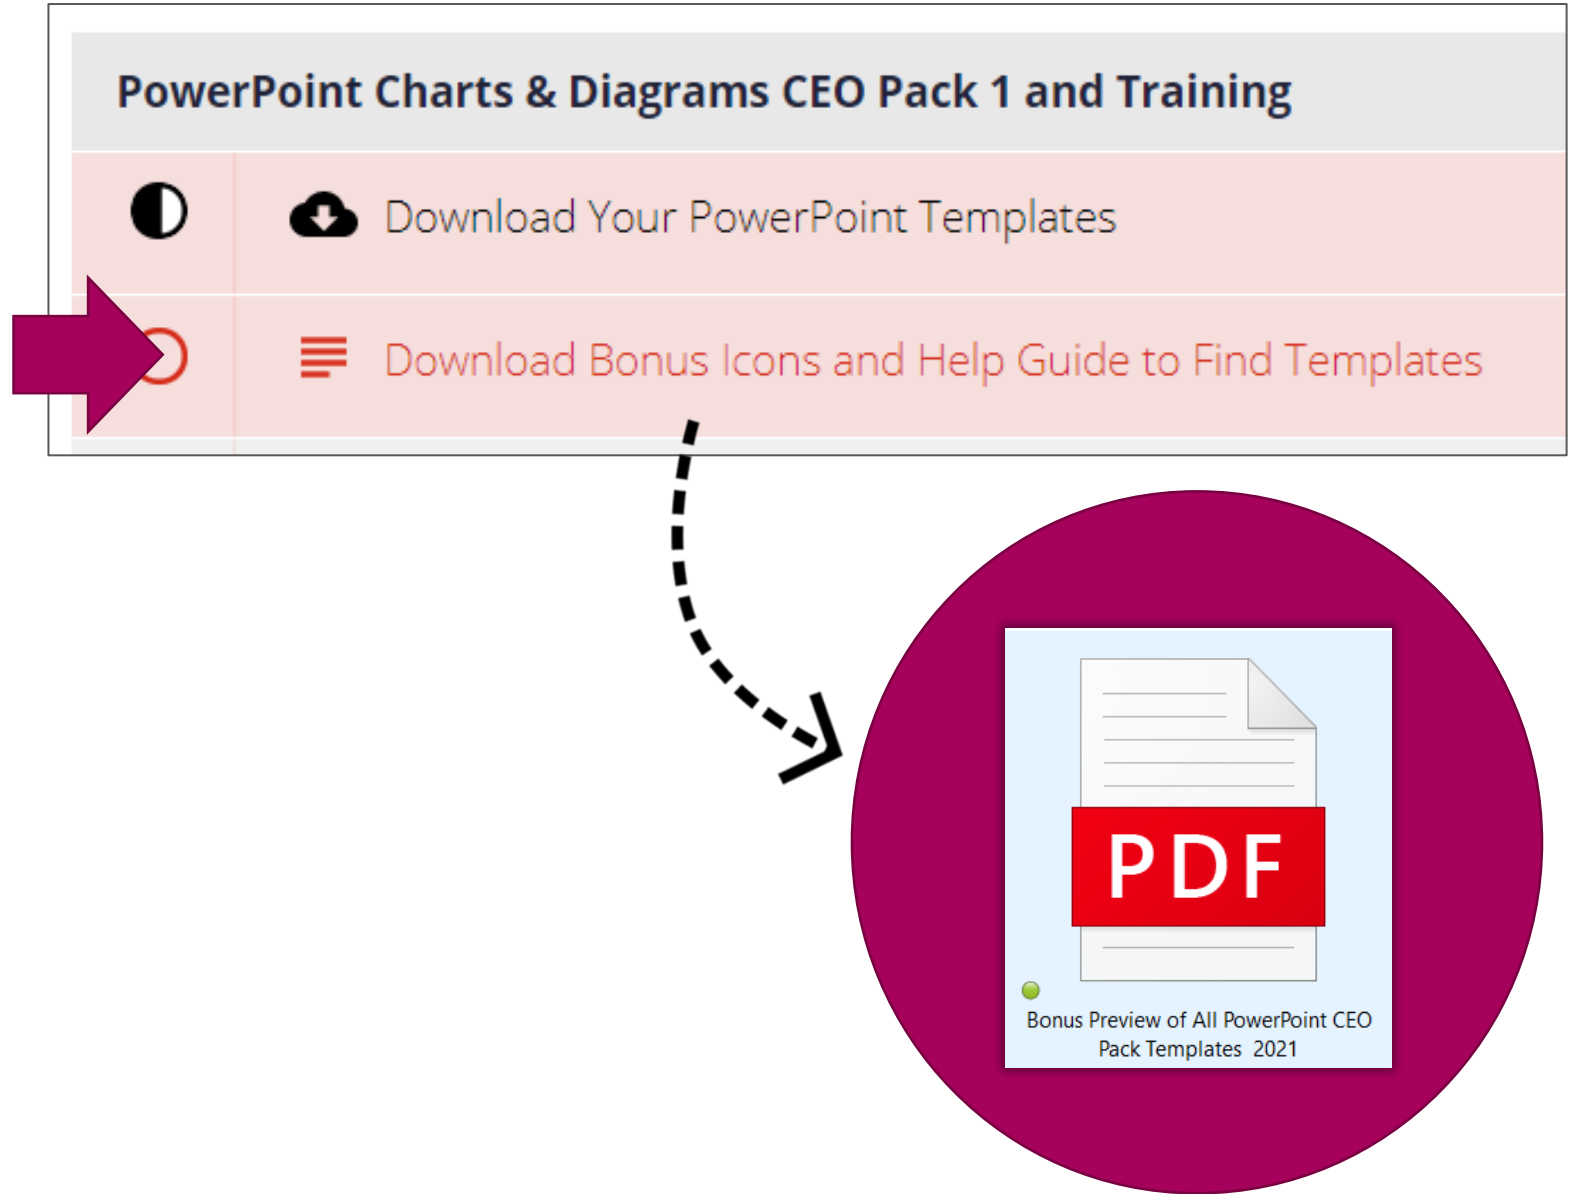 PowerPoint Charts & Diagrams CEO Pack 1 and Training
Download Your PowerPoint Templates
Download Bonus Icons and Help Guide to Find Templates
PDF
Bonus Preview of All PowerPoint CEO
Pack Templates 2021